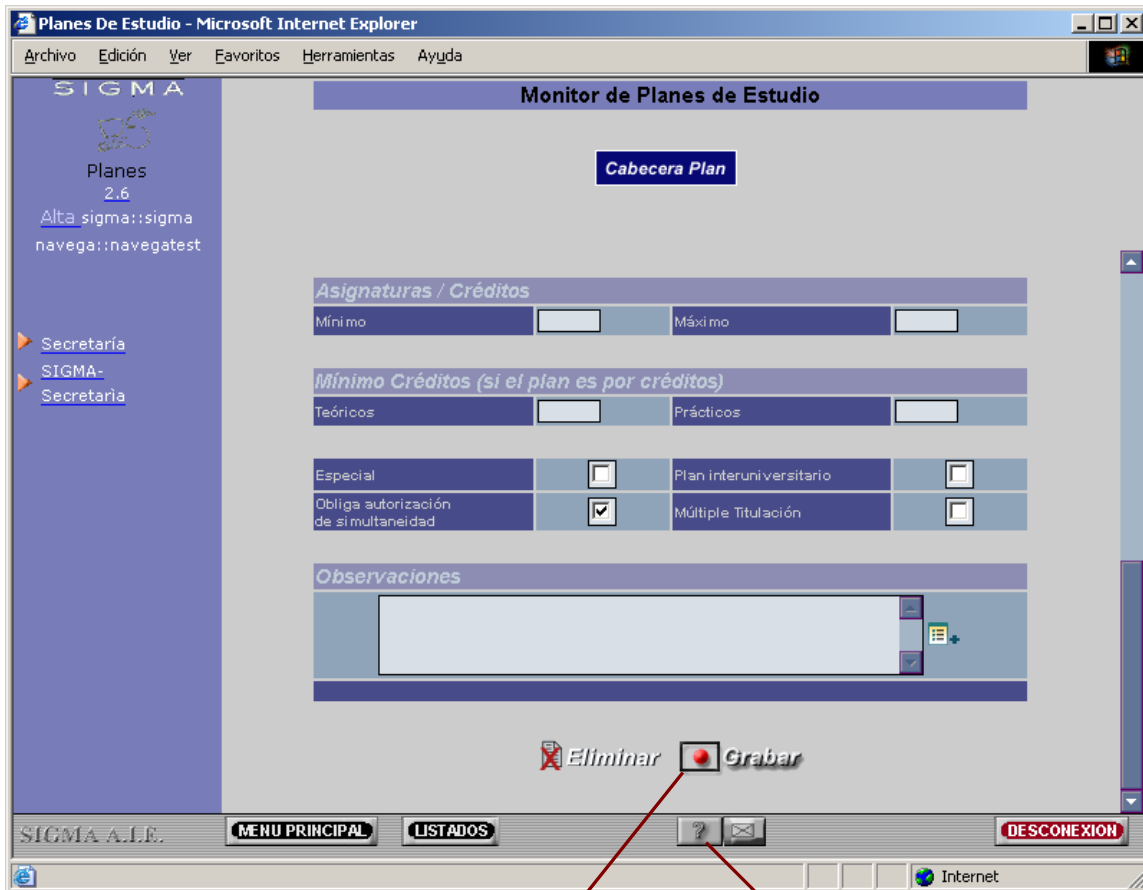 Planes De Estudio - Microsoft Internet Explorer
Archivo Edición Ver Favoritos Herramientas Ayuda
SIGMA
Planes
2.6
Alta sigma::sigma
navega::navegatest
Secretaría
SIGMA-
Secretarìa
Monitor de Planes de Estudio
Cabecera Plan
Asignaturas / Créditos
Mínimo Máximo
Mínimo Créditos (si el plan es por créditos)
Teóricos Prácticos
Especial Plan interuniversitario
Obliga autorización
de simultaneidad Múltiple Titulación
Observaciones
Eliminar Grabar
SIGMA A.I.E. MENU PRINCIPAL LISTADOS ? DESCONEXION
Internet